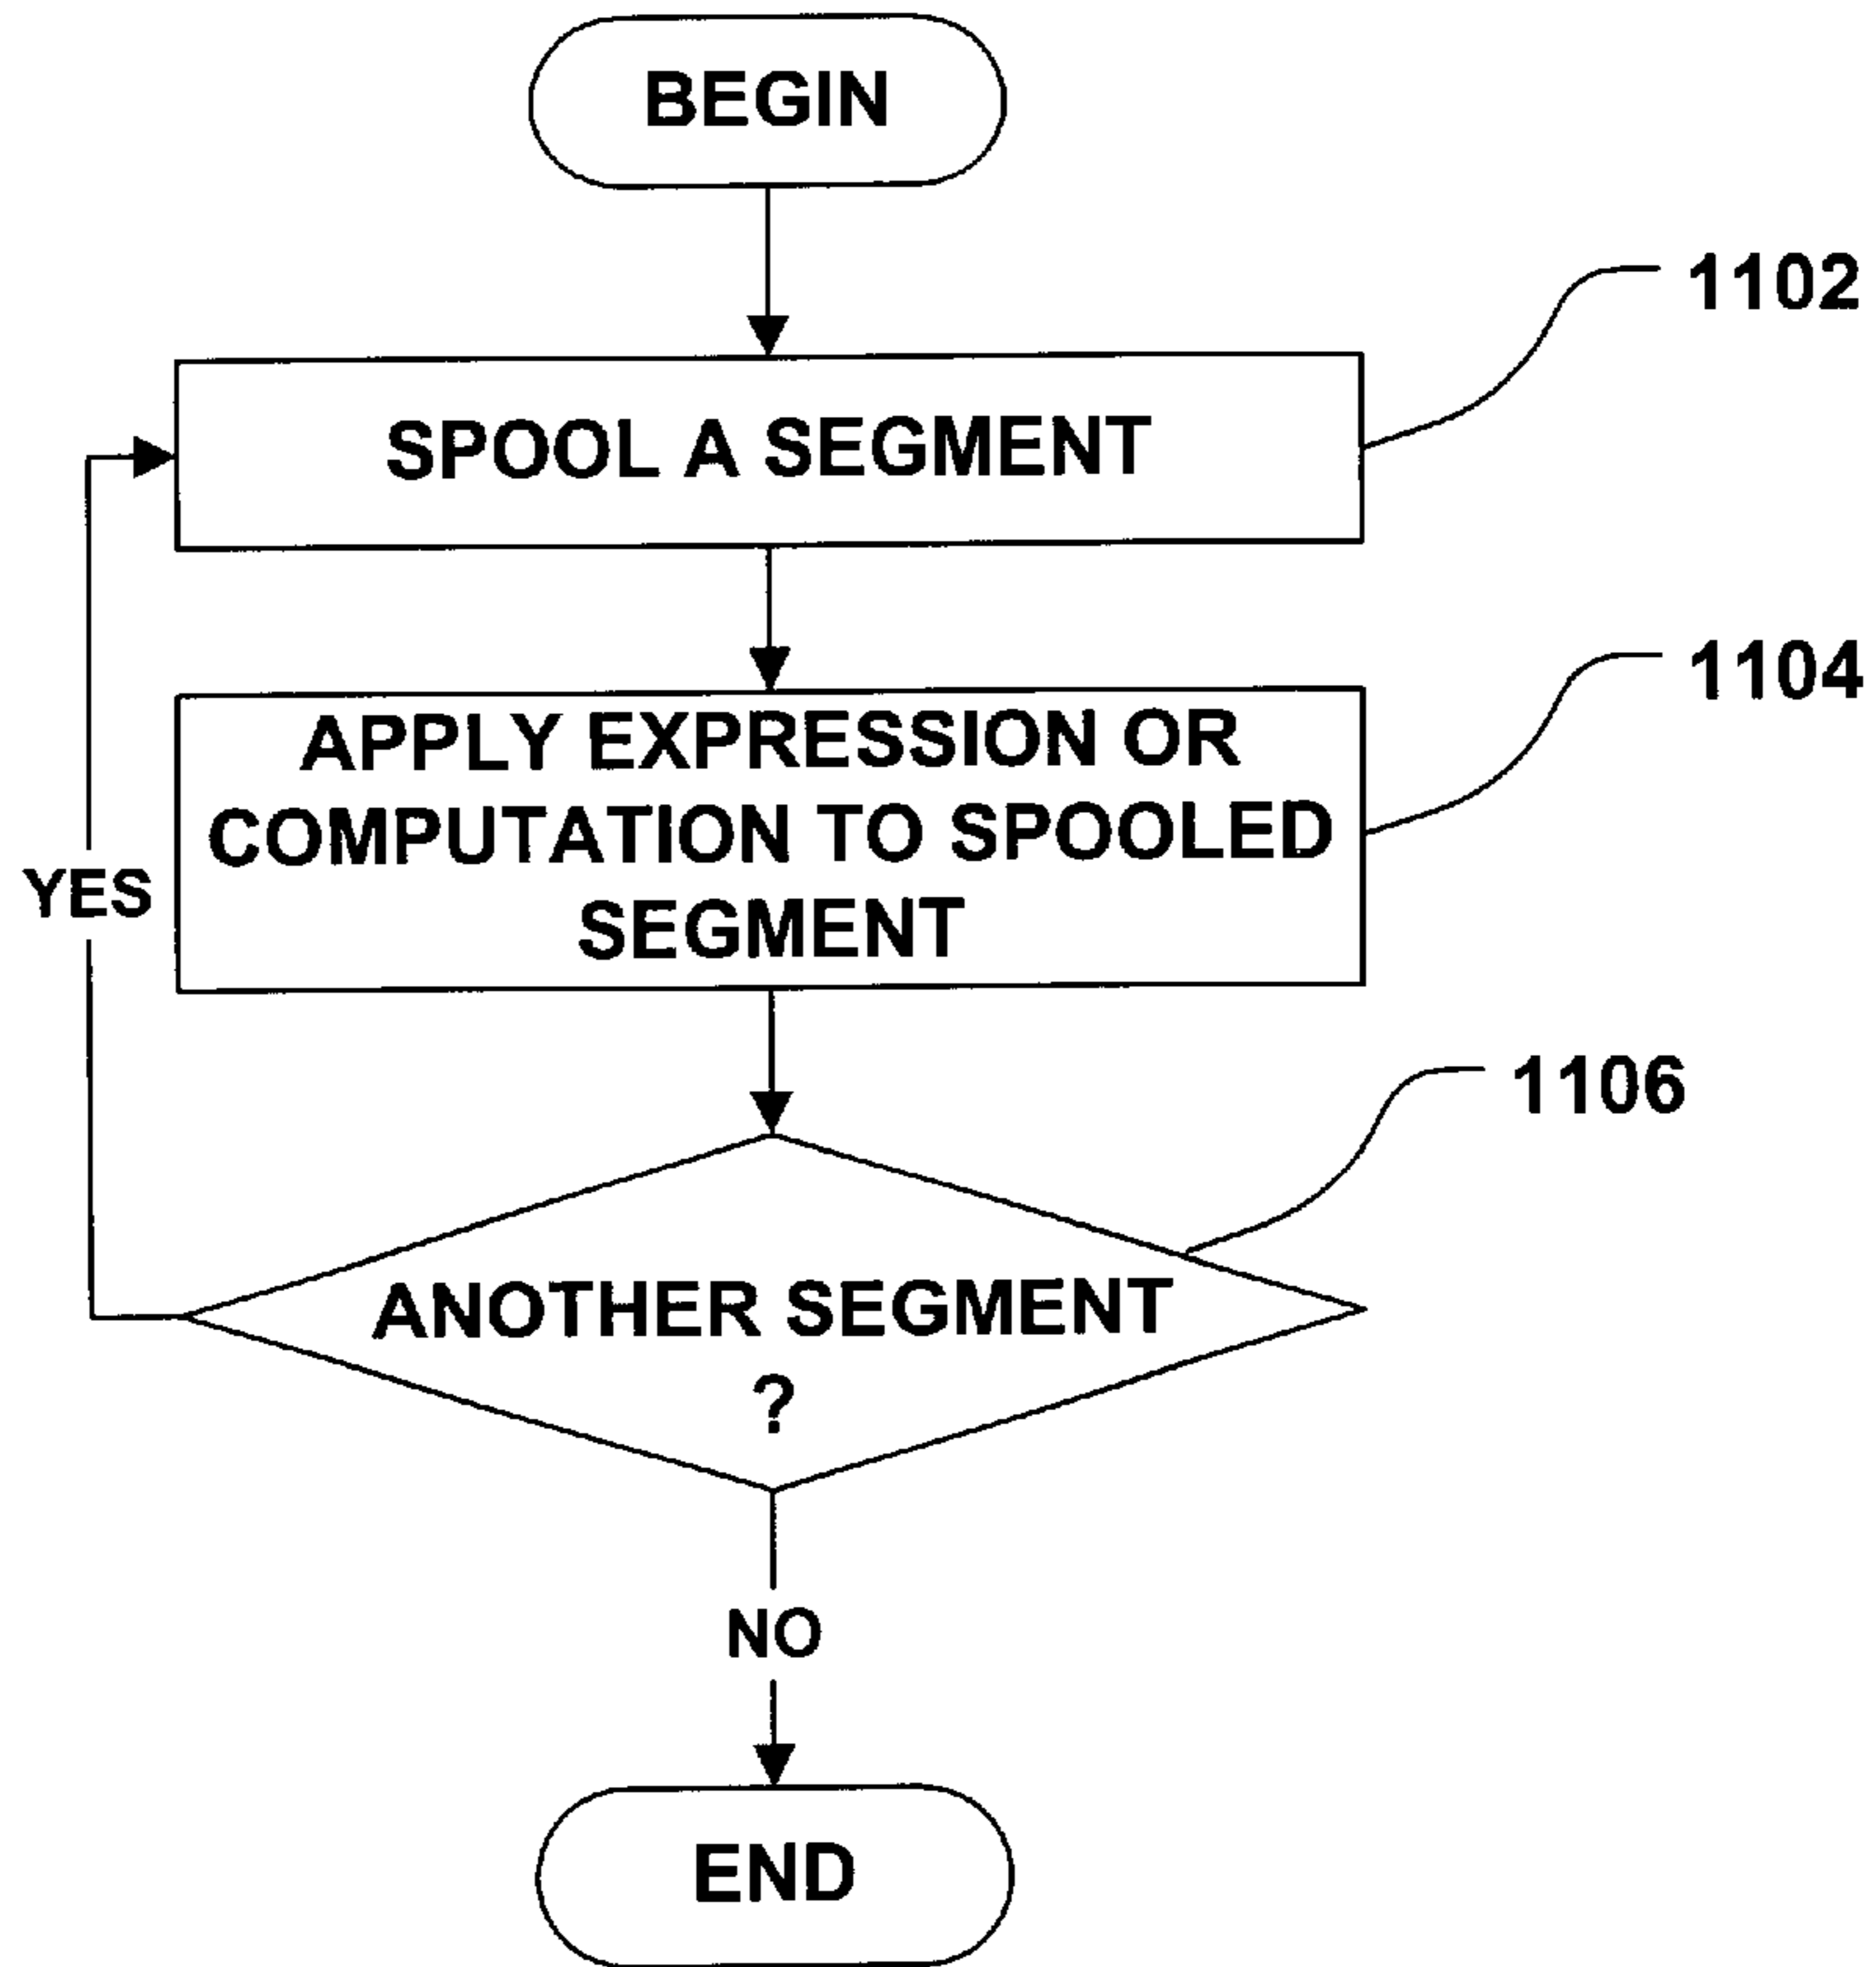 BEGIN
1102
SPOOL A SEGMENT
1104
APPLY EXPRESSION OR
COMPUTATION TO SPOOLED
SEGMENT
YES
1106
ANOTHER SEGMENT
?
NO
END